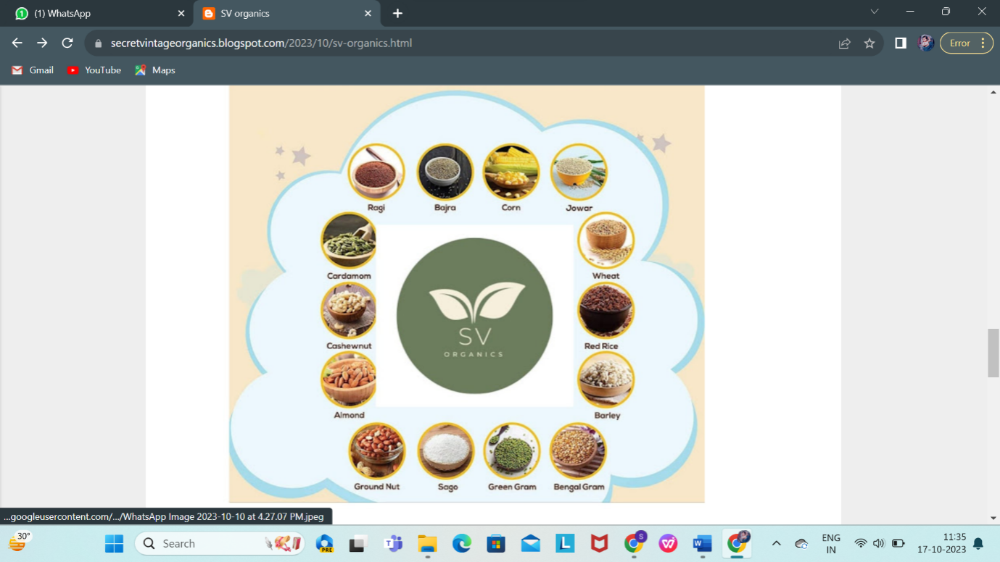 (1) WhatsApp
SV organics
secretvintageorganics.blogspot.com/2023/10/sv-organics.html
Error
Gmail
YouTube
Maps
Ragi
Bajra
Corn
Jowar
Cardamom
Wheat
SV
ORGANICS
Cashewnut
Red Rice
Almond
Barley
Ground Nut
Sago
Green Gram
Bengal Gram
...googleusercontent.com/.../WhatsApp Image 2023-10-10 at 4.27.07 PM.jpeg
30°
Search
PRE
ENG
IN
11:35
17-10-2023